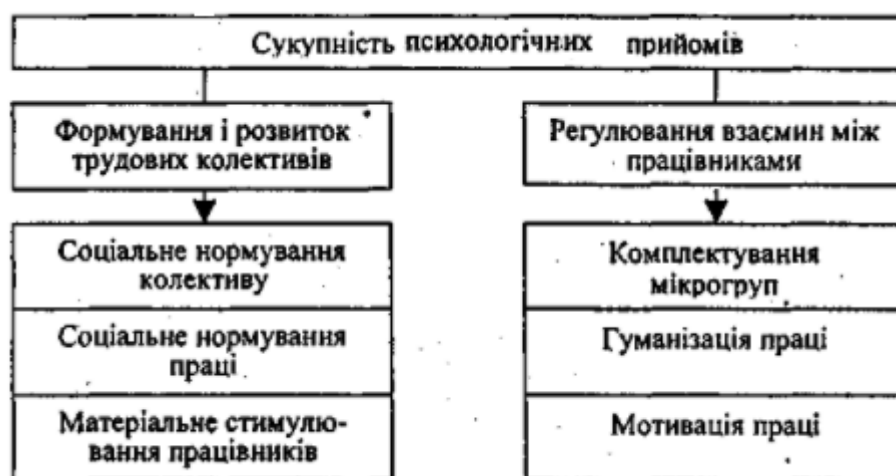 Сукупність психологічних прийомів
Формування і розвиток
трудових колективів
Регулювання взаємин між
працівниками
Соціальне нормування
колективу
Соціальне нормування
праці
Матеріальне стимулю-
вання працівників
Комплектування
мікрогруп
Гуманізація праці
Мотивація праці